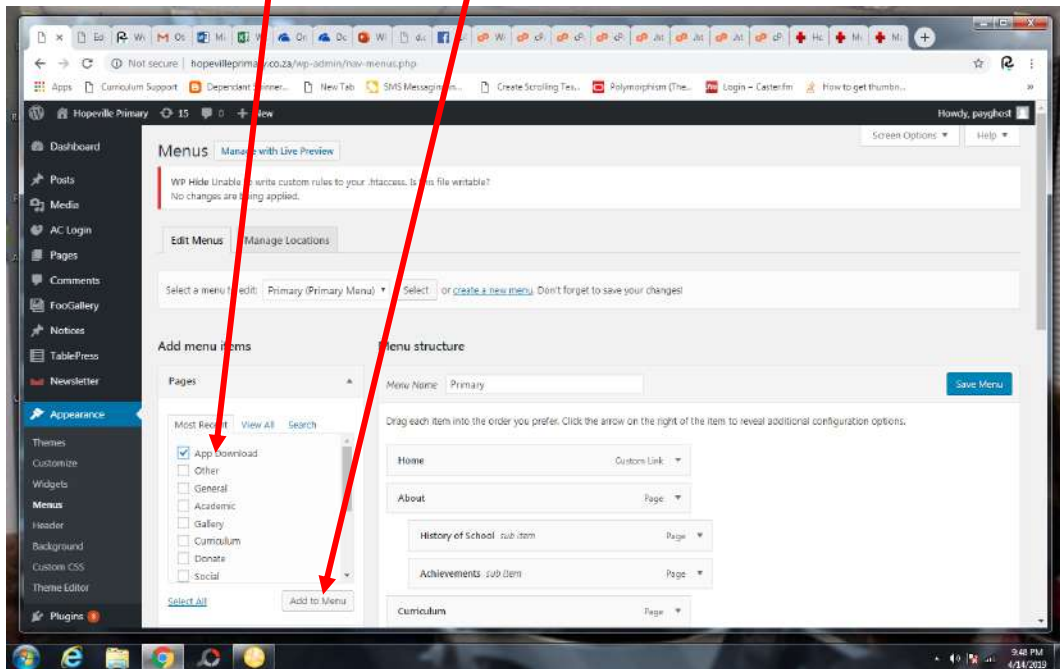 Not secure | hopevilleprimary.co.za/wp-admin/nav-menus.php
Apps Curriculum Support New Tab Create Scrolling Tex... Polymorphism (The... Login – Casterfm How to get thumbn...
Hopeville Primary 15 0 + New Howdy, payghost
Screen Options Help
Dashboard
Posts
Media
AC Login
Pages
Comments
FooGallery
Notices
TablePress
Newsletter
Appearance
Themes
Customize
Widgets
Menus
Header
Background
Custom CSS
Theme Editor
Plugins
Menus Manage with Live Preview
WP Hide Unable to write custom rules to your .htaccess. Is this file writable?
No changes are being applied.
Edit Menus Manage Locations
Select a menu to edit: Primary (Primary Menu) Select or create a new menu. Don't forget to save your changes!
Add menu items
Pages
Most Recent View All Search
App Download
Other
General
Academic
Gallery
Curriculum
Donate
Social
Select All Add to Menu
Menu structure
Menu Name Primary Save Menu
Drag each item into the order you prefer. Click the arrow on the right of the item to reveal additional configuration options.
Home Custom Link
About Page
History of School sub item Page
Achievements sub item Page
Curriculum Page
9:48 PM
4/14/2019